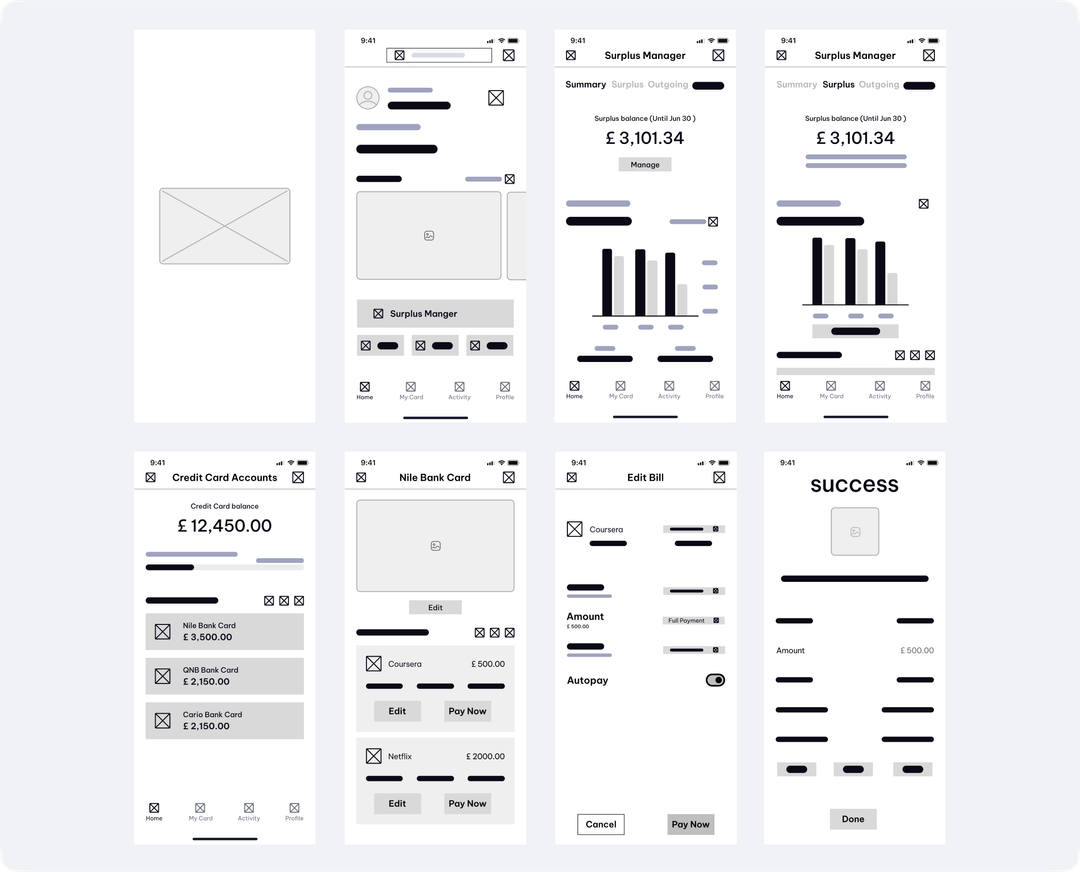 9:41
Surplus Manger
Home My Card Activity Profile
9:41
Surplus Manager
Summary Surplus Outgoing
Surplus balance (Until Jun 30 )
£ 3,101.34
Manage
Home My Card Activity Profile
9:41
Surplus Manager
Summary Surplus Outgoing
Surplus balance (Until Jun 30 )
£ 3,101.34
Home My Card Activity Profile
9:41
Credit Card Accounts
Credit Card balance
£ 12,450.00
Nile Bank Card
£ 3,500.00
QNB Bank Card
£ 2,150.00
Cario Bank Card
£ 2,150.00
Home My Card Activity Profile
9:41
Nile Bank Card
Edit
Coursera £ 500.00
Edit Pay Now
Netflix £ 2000.00
Edit Pay Now
9:41
Edit Bill
Coursera
Amount
£ 500.00
Full Payment
Autopay
Cancel Pay Now
9:41
success
Amount £ 500.00
Done